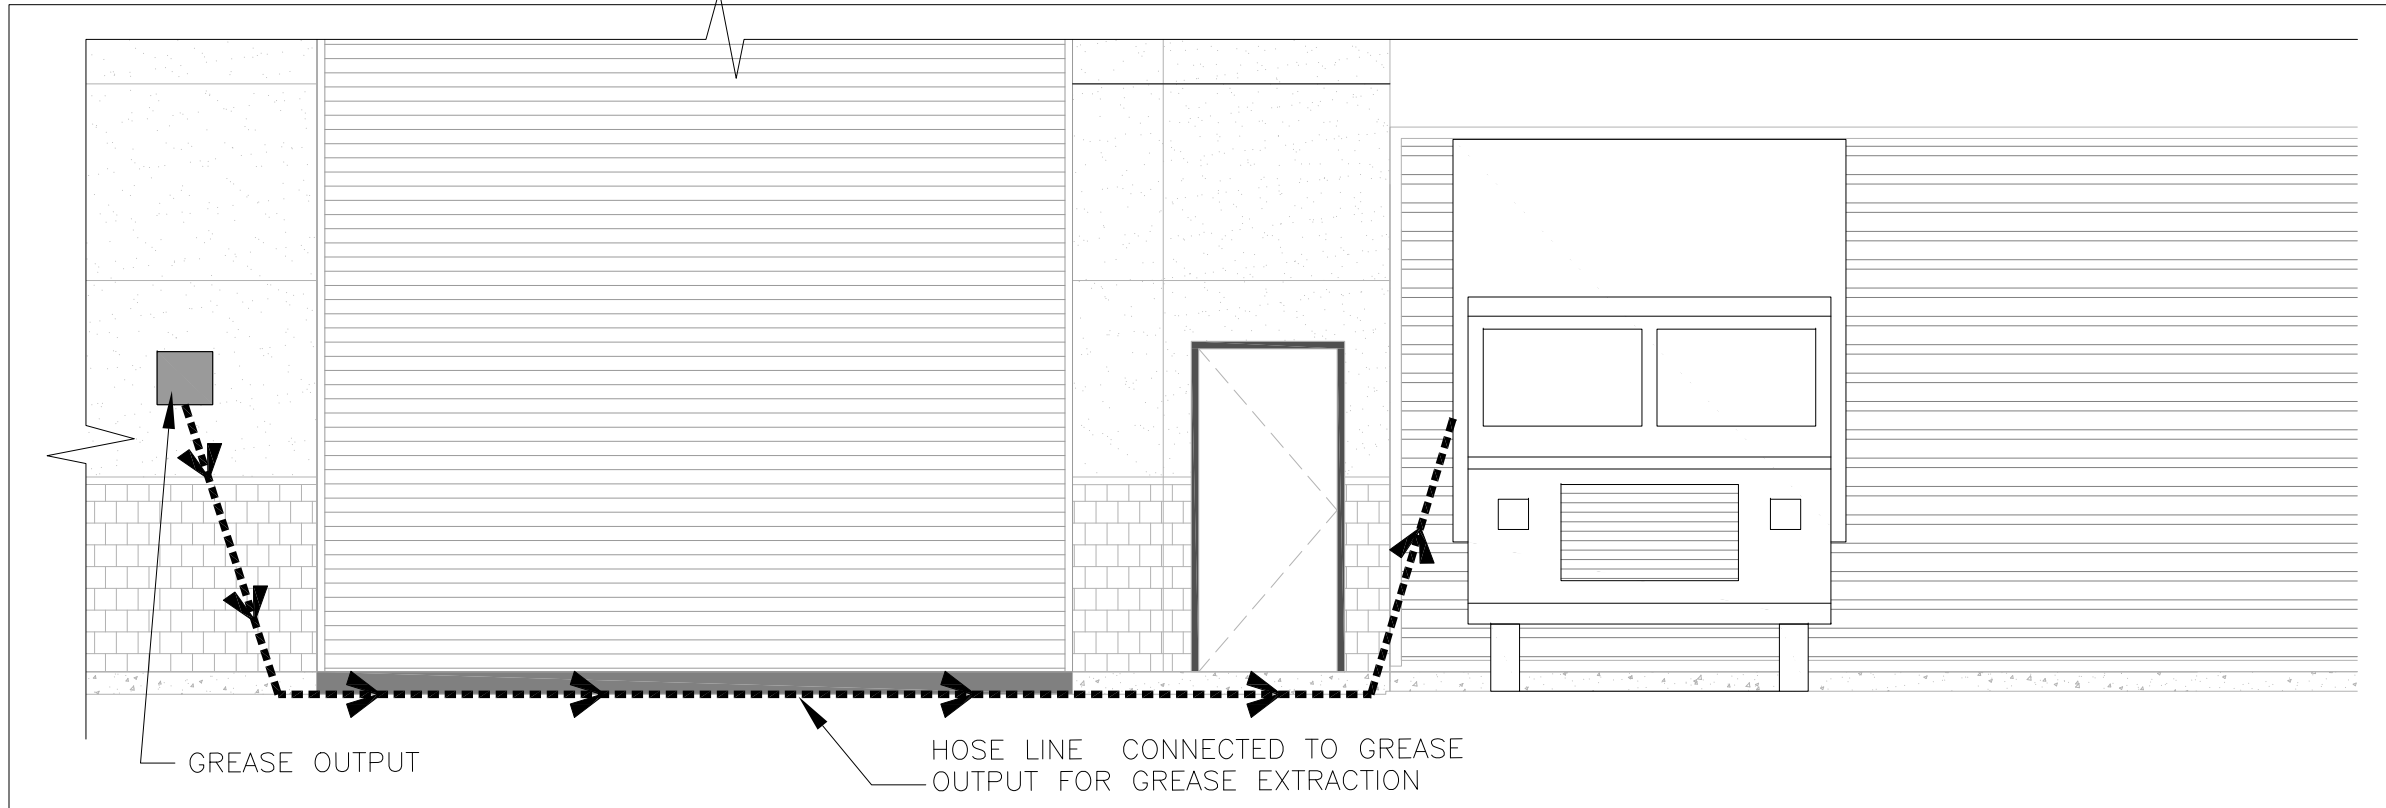 GREASE OUTPUT
HOSE LINE CONNECTED TO GREASE
OUTPUT FOR GREASE EXTRACTION